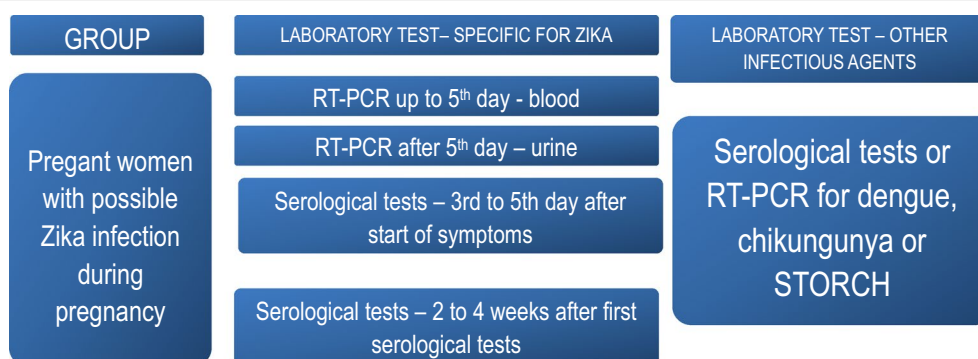 GROUP
LABORATORY TEST– SPECIFIC FOR ZIKA
LABORATORY TEST – OTHER
INFECTIOUS AGENTS
Pregant women
with possible
Zika infection
during
pregnancy
RT-PCR up to 5th day - blood
RT-PCR after 5th day – urine
Serological tests – 3rd to 5th day after
start of symptoms
Serological tests – 2 to 4 weeks after first
serological tests
Serological tests or
RT-PCR for dengue,
chikungunya or
STORCH